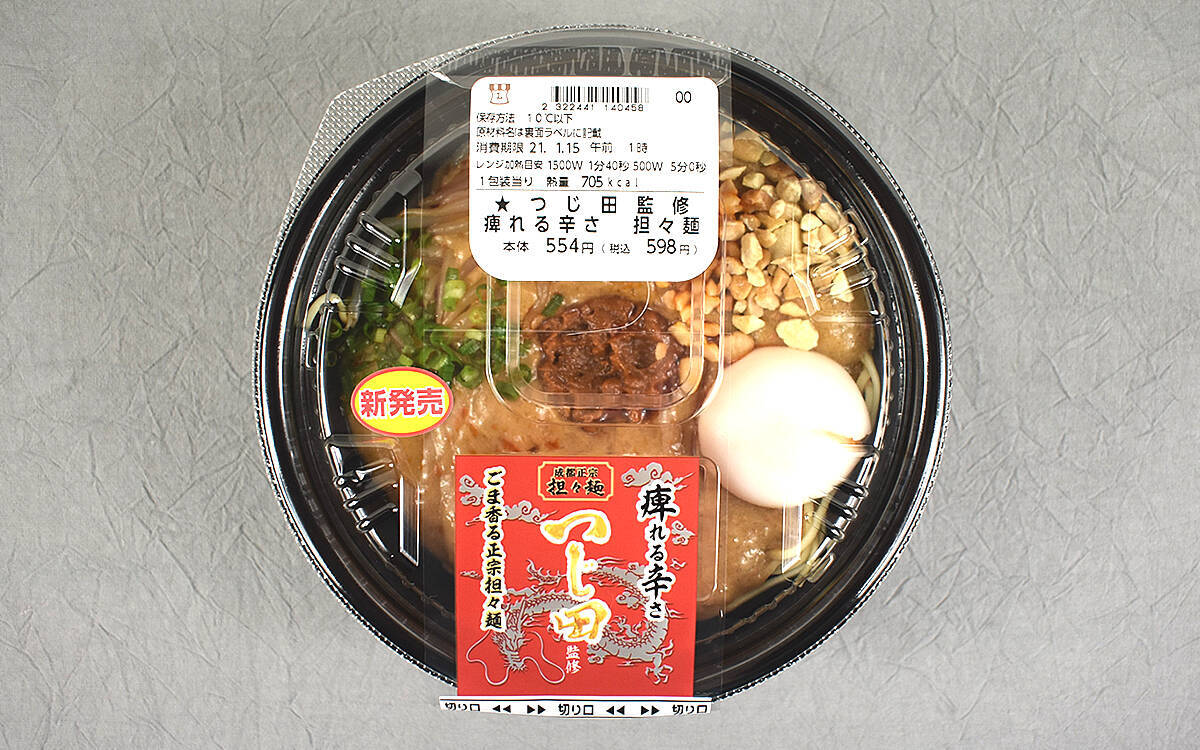 00
2 322441 140458
保存方法 10℃以下
原材料名は裏面ラベルに記載
消費期限 21. 1.15 午前 1時
レンジ加熱目安 1500W 1分40秒 500W 5分0秒
1包装当り 熱量 705kcal
★つじ田監修
痺れる辛さ 担々麺
本体 554円(税込 598円)
新発売
成都正宗
担々麺
痺れる辛さ
つじ田
監修
ごま香る正宗担々麺
切り口 ◀◀ ▶▶ 切り口 ◀◀ ▶▶ 切り口